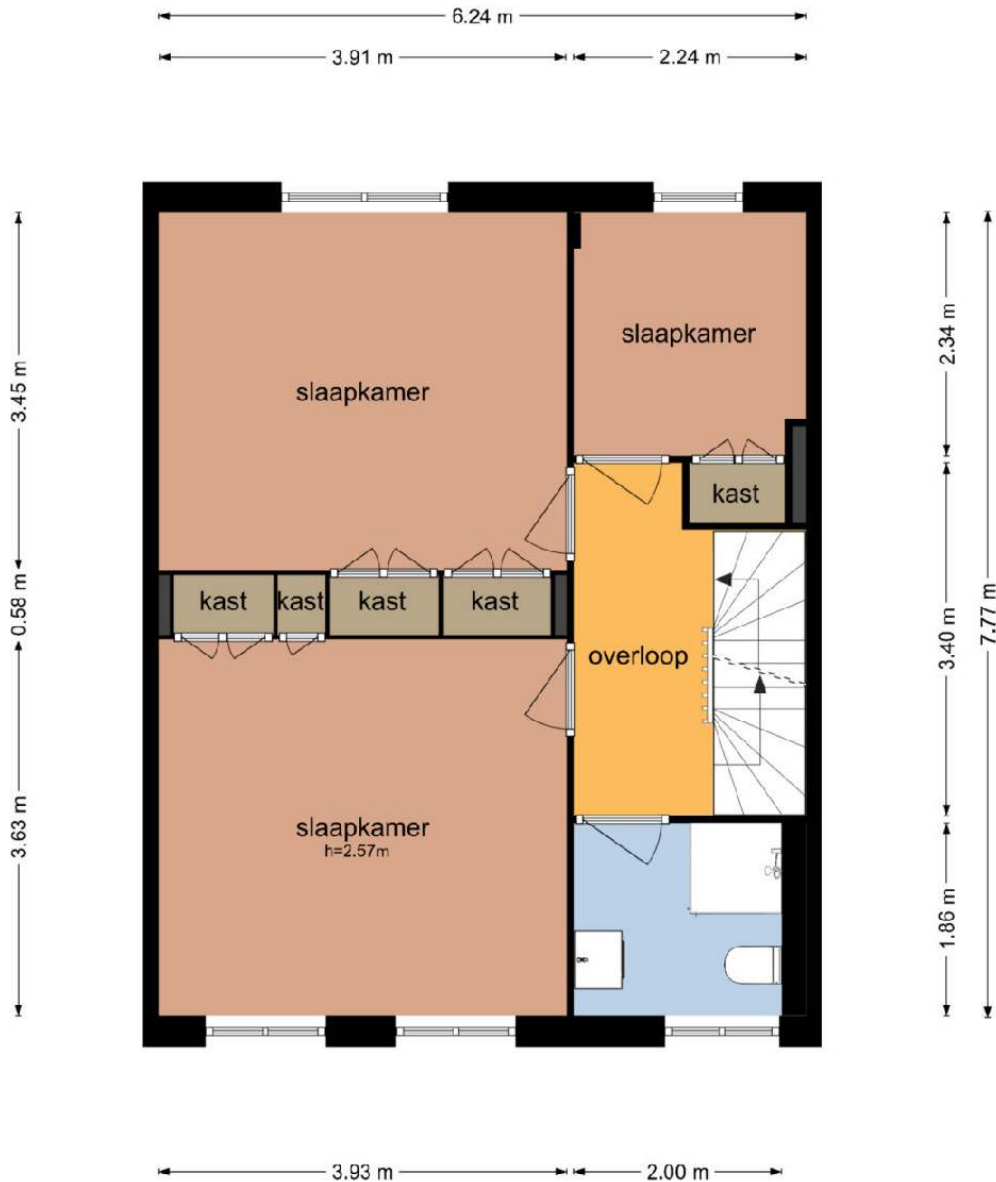 6.24 m
3.91 m
2.24 m
3.45 m
0.58 m
3.63 m
slaapkamer
slaapkamer
kast
kast
kast
kast
kast
overloop
slaapkamer
h=2.57m
2.34 m
3.40 m
1.86 m
7.77 m
3.93 m
2.00 m